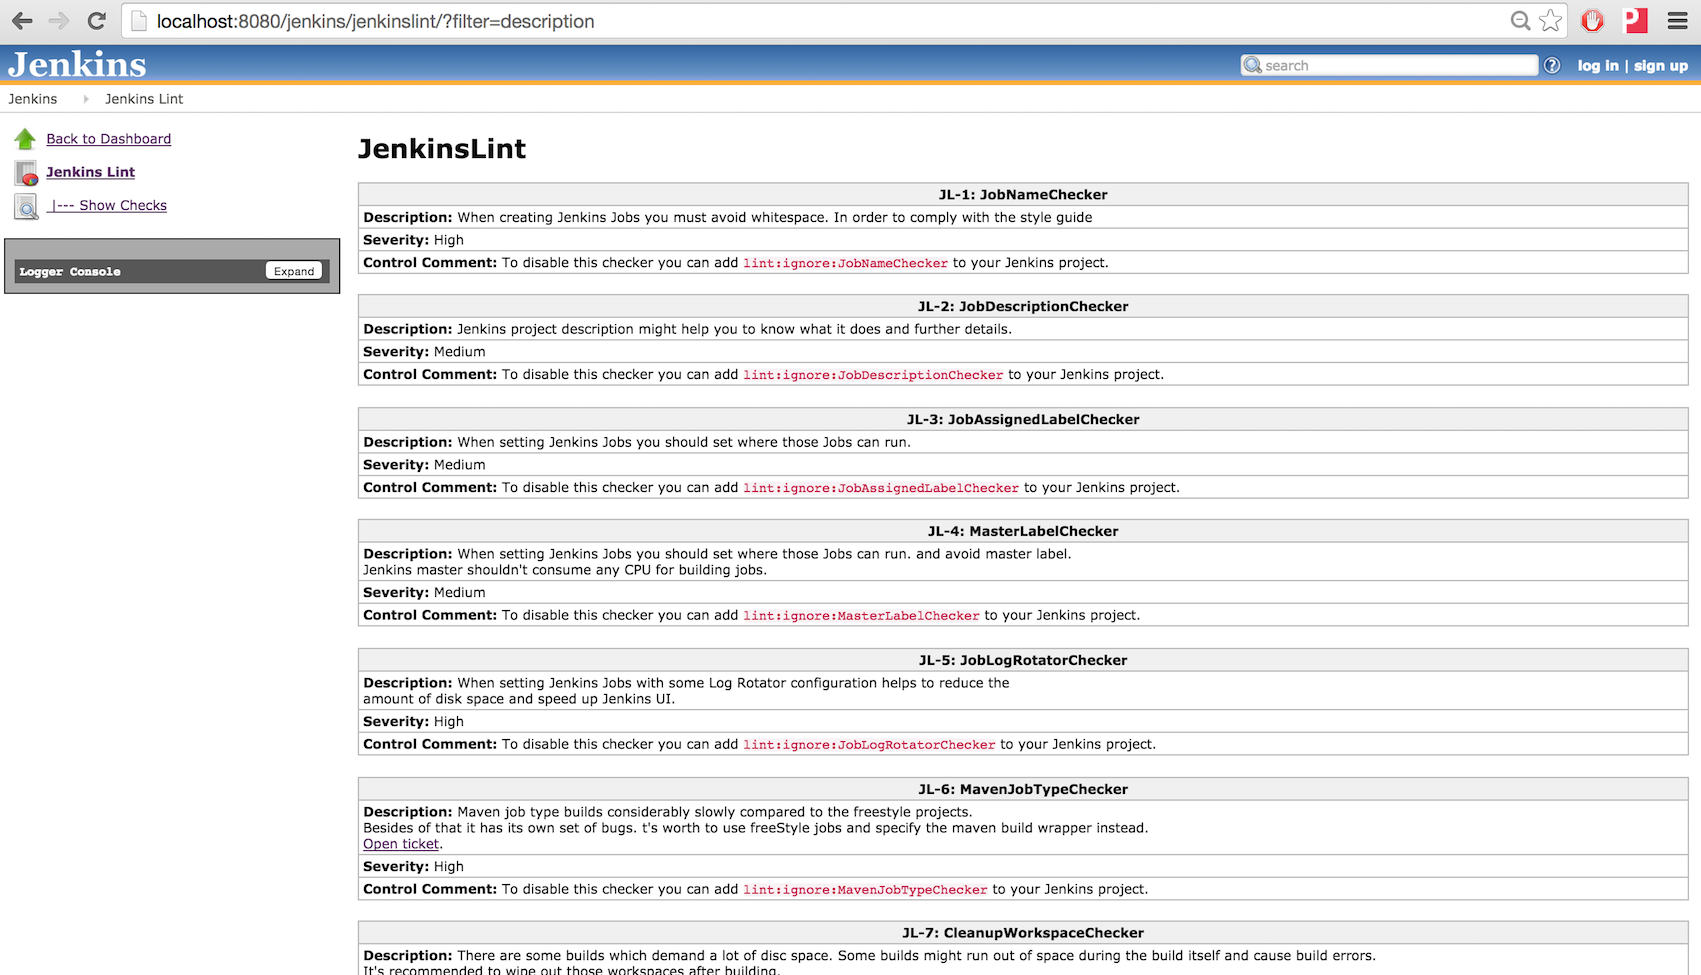 localhost:8080/jenkins/jenkinslint/?filter=description
Jenkins
search
? log in | sign up
Jenkins Jenkins Lint
Back to Dashboard
Jenkins Lint
|--- Show Checks
Logger Console Expand
JenkinsLint
JL-1: JobNameChecker
Description: When creating Jenkins Jobs you must avoid whitespace. In order to comply with the style guide
Severity: High
Control Comment: To disable this checker you can add lint:ignore:JobNameChecker to your Jenkins project.
JL-2: JobDescriptionChecker
Description: Jenkins project description might help you to know what it does and further details.
Severity: Medium
Control Comment: To disable this checker you can add lint:ignore:JobDescriptionChecker to your Jenkins project.
JL-3: JobAssignedLabelChecker
Description: When setting Jenkins Jobs you should set where those Jobs can run.
Severity: Medium
Control Comment: To disable this checker you can add lint:ignore:JobAssignedLabelChecker to your Jenkins project.
JL-4: MasterLabelChecker
Description: When setting Jenkins Jobs you should set where those Jobs can run. and avoid master label.
Jenkins master shouldn't consume any CPU for building jobs.
Severity: Medium
Control Comment: To disable this checker you can add lint:ignore:MasterLabelChecker to your Jenkins project.
JL-5: JobLogRotatorChecker
Description: When setting Jenkins Jobs with some Log Rotator configuration helps to reduce the
amount of disk space and speed up Jenkins UI.
Severity: High
Control Comment: To disable this checker you can add lint:ignore:JobLogRotatorChecker to your Jenkins project.
JL-6: MavenJobTypeChecker
Description: Maven job type builds considerably slowly compared to the freestyle projects.
Besides of that it has its own set of bugs. t's worth to use freeStyle jobs and specify the maven build wrapper instead.
Open ticket.
Severity: High
Control Comment: To disable this checker you can add lint:ignore:MavenJobTypeChecker to your Jenkins project.
JL-7: CleanupWorkspaceChecker
Description: There are some builds which demand a lot of disc space. Some builds might run out of space during the build itself and cause build errors.
It's recommended to wipe out those workspaces after building.